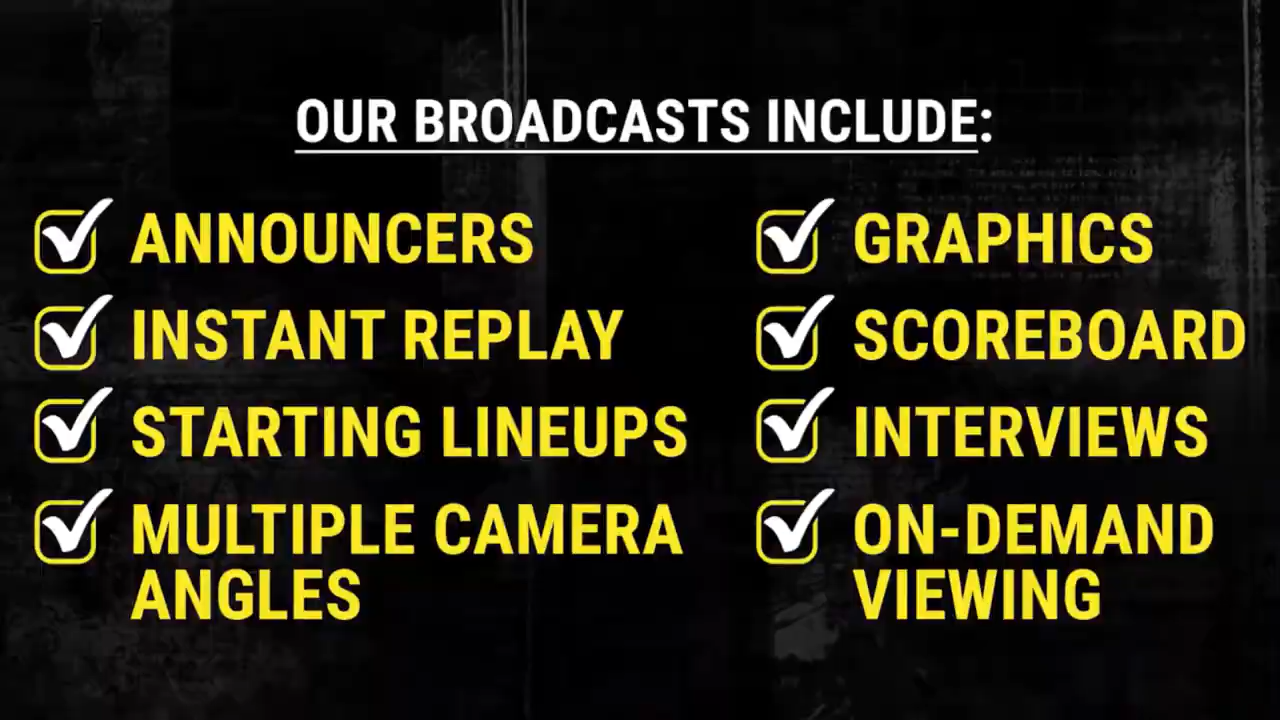 OUR BROADCASTS INCLUDE:
ANNOUNCERS
INSTANT REPLAY
STARTING LINEUPS
MULTIPLE CAMERA
ANGLES
GRAPHICS
SCOREBOARD
INTERVIEWS
ON-DEMAND
VIEWING